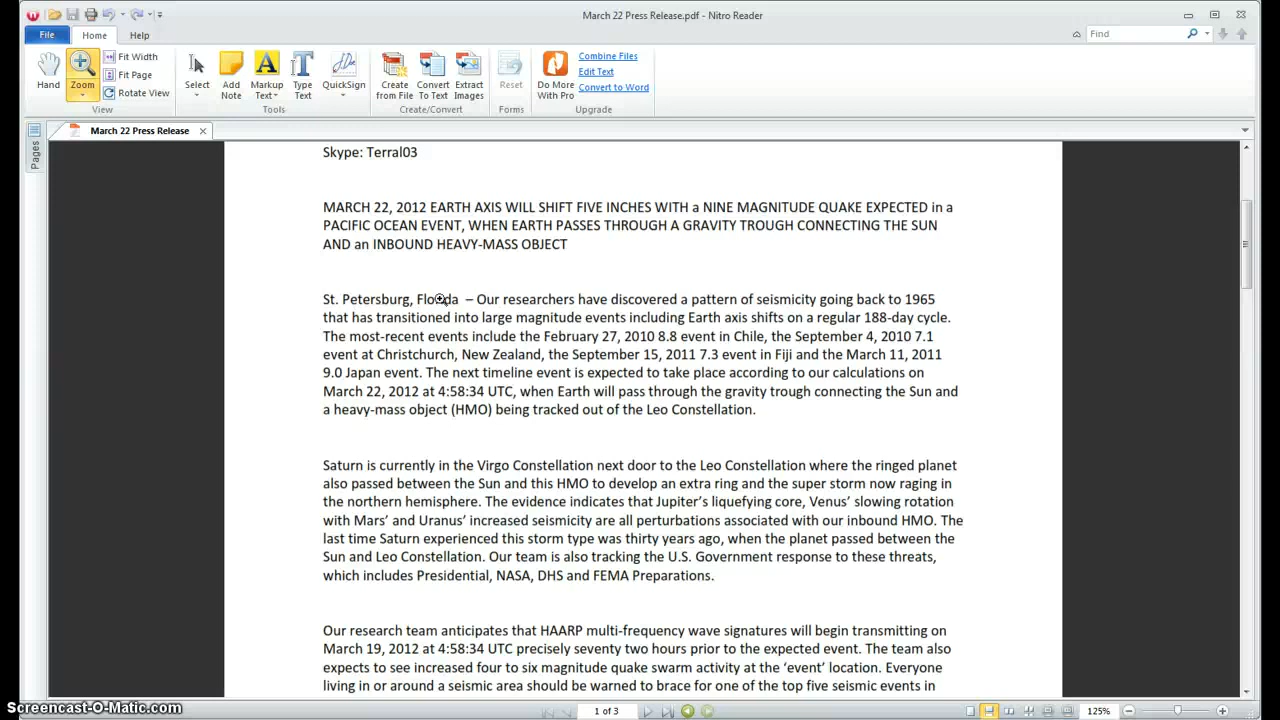 March 22 Press Release.pdf - Nitro Reader
File Home Help
Find
Hand
Zoom
Fit Width
Fit Page
Rotate View
View
Select
Add Note
Markup Text
Type Text
QuickSign
Tools
Create from File
Convert To Text
Extract Images
Create/Convert
Reset
Forms
Do More With Pro
Combine Files
Edit Text
Convert to Word
Upgrade
March 22 Press Release
Pages
Skype: Terral03
MARCH 22, 2012 EARTH AXIS WILL SHIFT FIVE INCHES WITH a NINE MAGNITUDE QUAKE EXPECTED in a
PACIFIC OCEAN EVENT, WHEN EARTH PASSES THROUGH A GRAVITY TROUGH CONNECTING THE SUN
AND an INBOUND HEAVY-MASS OBJECT
St. Petersburg, Florida – Our researchers have discovered a pattern of seismicity going back to 1965
that has transitioned into large magnitude events including Earth axis shifts on a regular 188-day cycle.
The most-recent events include the February 27, 2010 8.8 event in Chile, the September 4, 2010 7.1
event at Christchurch, New Zealand, the September 15, 2011 7.3 event in Fiji and the March 11, 2011
9.0 Japan event. The next timeline event is expected to take place according to our calculations on
March 22, 2012 at 4:58:34 UTC, when Earth will pass through the gravity trough connecting the Sun and
a heavy-mass object (HMO) being tracked out of the Leo Constellation.
Saturn is currently in the Virgo Constellation next door to the Leo Constellation where the ringed planet
also passed between the Sun and this HMO to develop an extra ring and the super storm now raging in
the northern hemisphere. The evidence indicates that Jupiter’s liquefying core, Venus’ slowing rotation
with Mars’ and Uranus’ increased seismicity are all perturbations associated with our inbound HMO. The
last time Saturn experienced this storm type was thirty years ago, when the planet passed between the
Sun and Leo Constellation. Our team is also tracking the U.S. Government response to these threats,
which includes Presidential, NASA, DHS and FEMA Preparations.
Our research team anticipates that HAARP multi-frequency wave signatures will begin transmitting on
March 19, 2012 at 4:58:34 UTC precisely seventy two hours prior to the expected event. The team also
expects to see increased four to six magnitude quake swarm activity at the ‘event’ location. Everyone
living in or around a seismic area should be warned to brace for one of the top five seismic events in
Screencast-O-Matic.com
1 of 3
125%